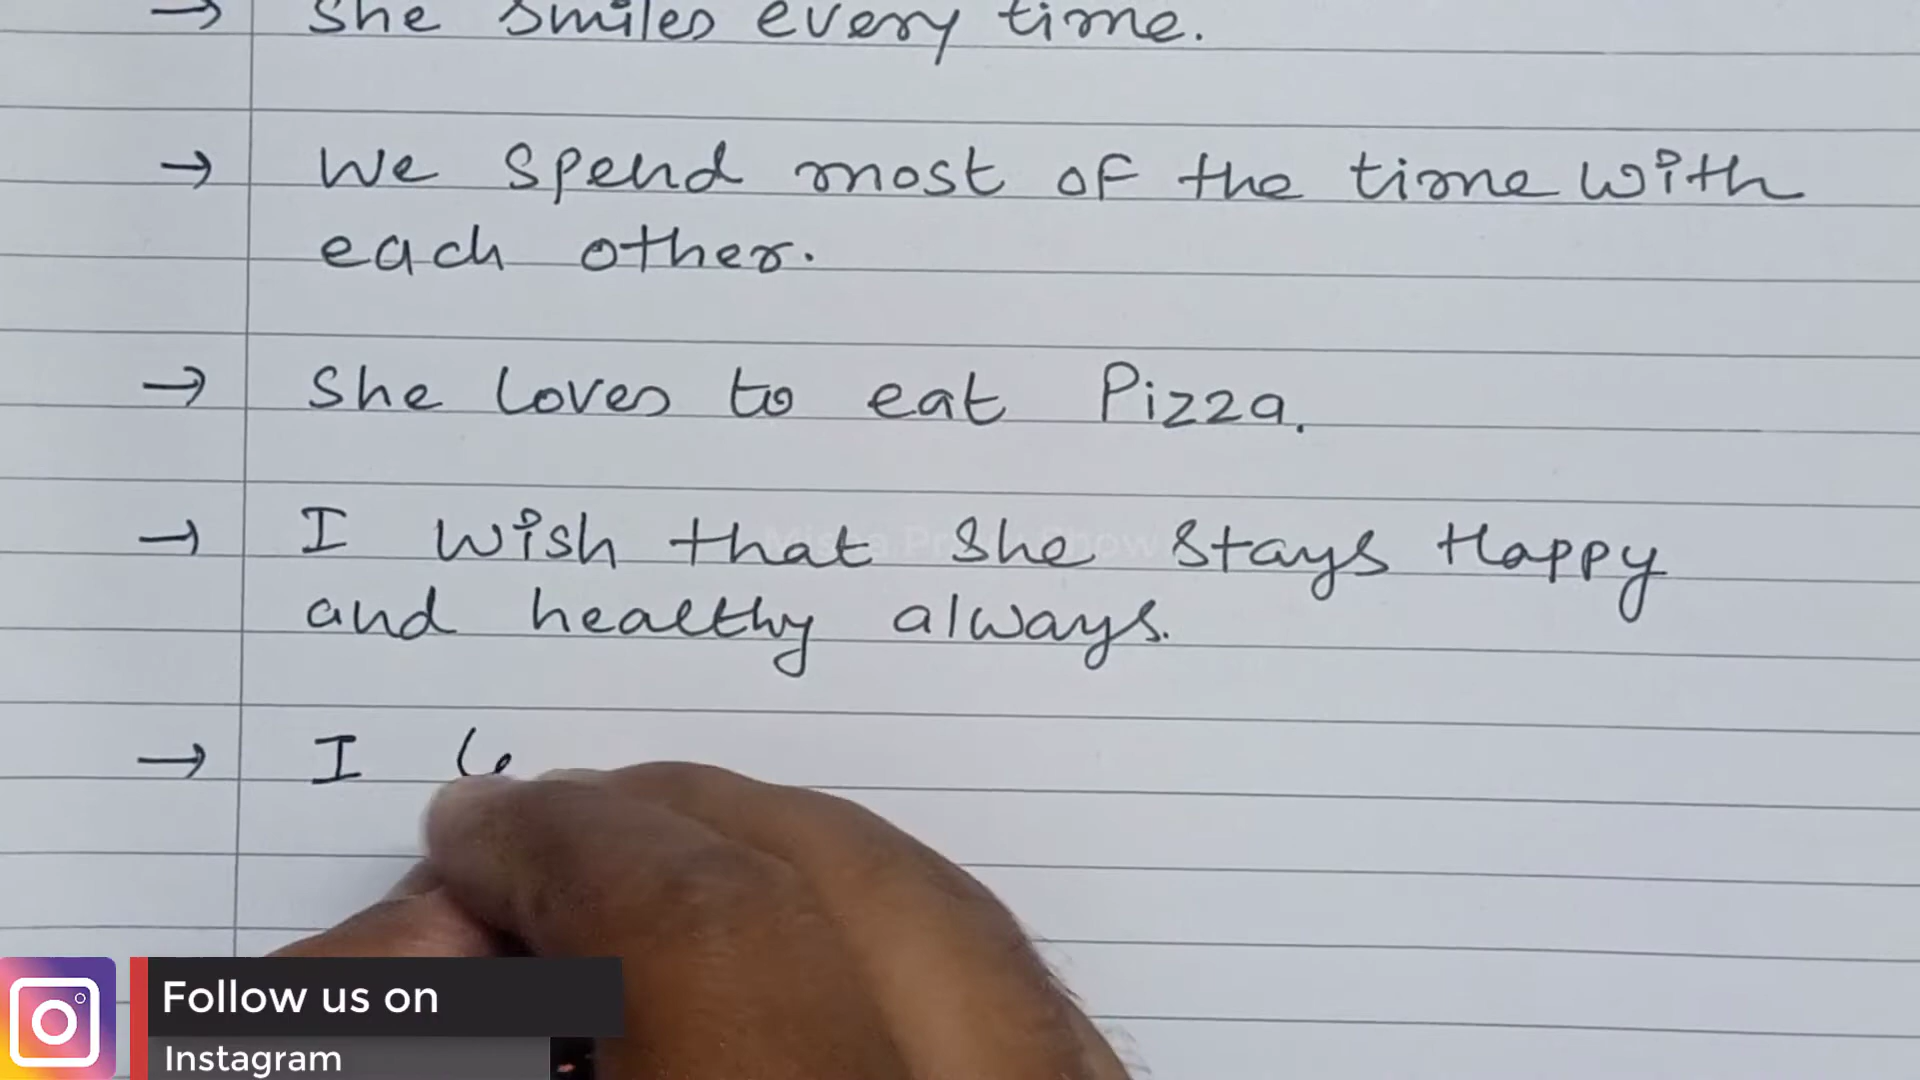 → She smiles every time.
→ We spend most of the time with
each other.
→ She loves to eat Pizza.
→ I wish that she stays Happy
and healthy always.
→ I
Follow us on
Instagram